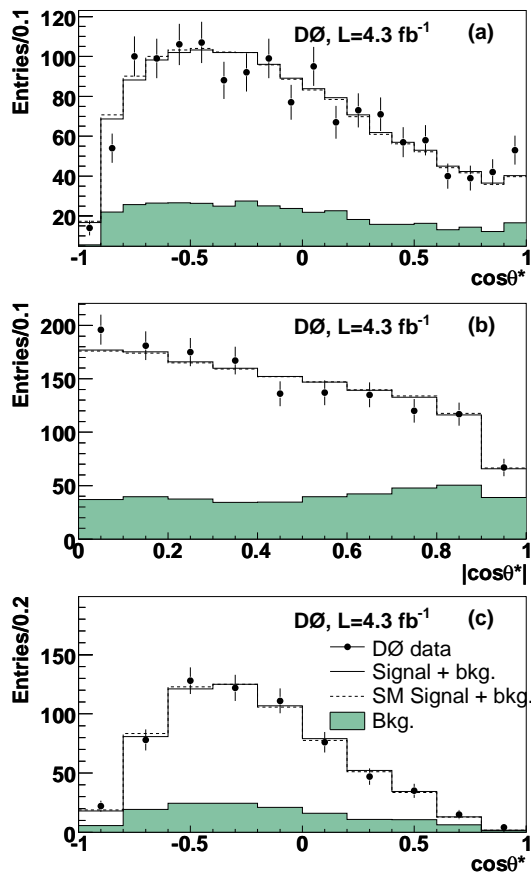 Entries/0.1
120
100
80
60
40
20
DØ, L=4.3 fb-1
(a)
-1
-0.5
0
0.5
1
cosθ*
Entries/0.1
200
150
100
50
0
DØ, L=4.3 fb-1
(b)
0
0.2
0.4
0.6
0.8
1
|cosθ*|
Entries/0.2
150
100
50
0
DØ, L=4.3 fb-1
(c)
DØ data
Signal + bkg.
SM Signal + bkg.
Bkg.
-1
-0.5
0
0.5
1
cosθ*